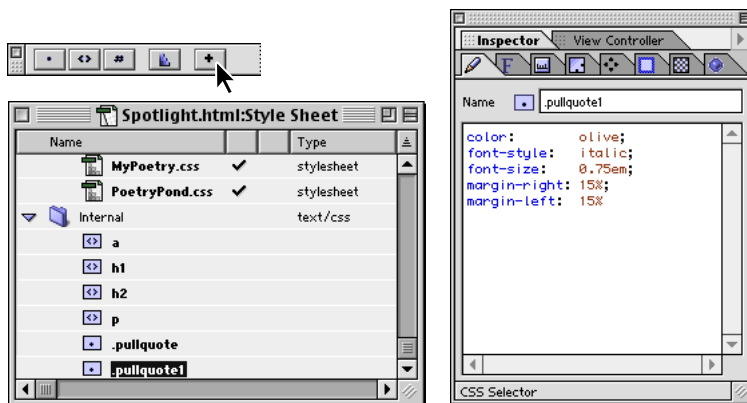 Spotlight.html:Style Sheet
Name Type
MyPoetry.css stylesheet
PoetryPond.css stylesheet
Internal text/css
a
h1
h2
p
.pullquote
.pullquote1
Inspector View Controller
Name .pullquote1
color: olive;
font-style: italic;
font-size: 0.75em;
margin-right: 15%;
margin-left: 15%
CSS Selector